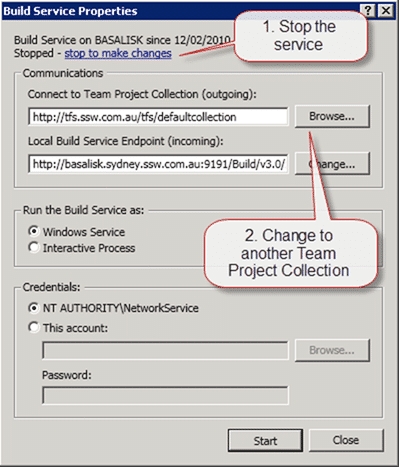 Build Service Properties
Build Service on BASALISK since 12/02/2010
Stopped - stop to make changes
1. Stop the
service
Communications
Connect to Team Project Collection (outgoing):
http://tfs.ssw.com.au/tfs/defaultcollection
Browse...
Local Build Service Endpoint (incoming):
http://basalisk.sydney.ssw.com.au:9191/Build/v3.0/
Change...
Run the Build Service as:
Windows Service
Interactive Process
2. Change to
another Team
Project Collection
Credentials:
NT AUTHORITY\NetworkService
This account:
Browse...
Password:
Start
Close